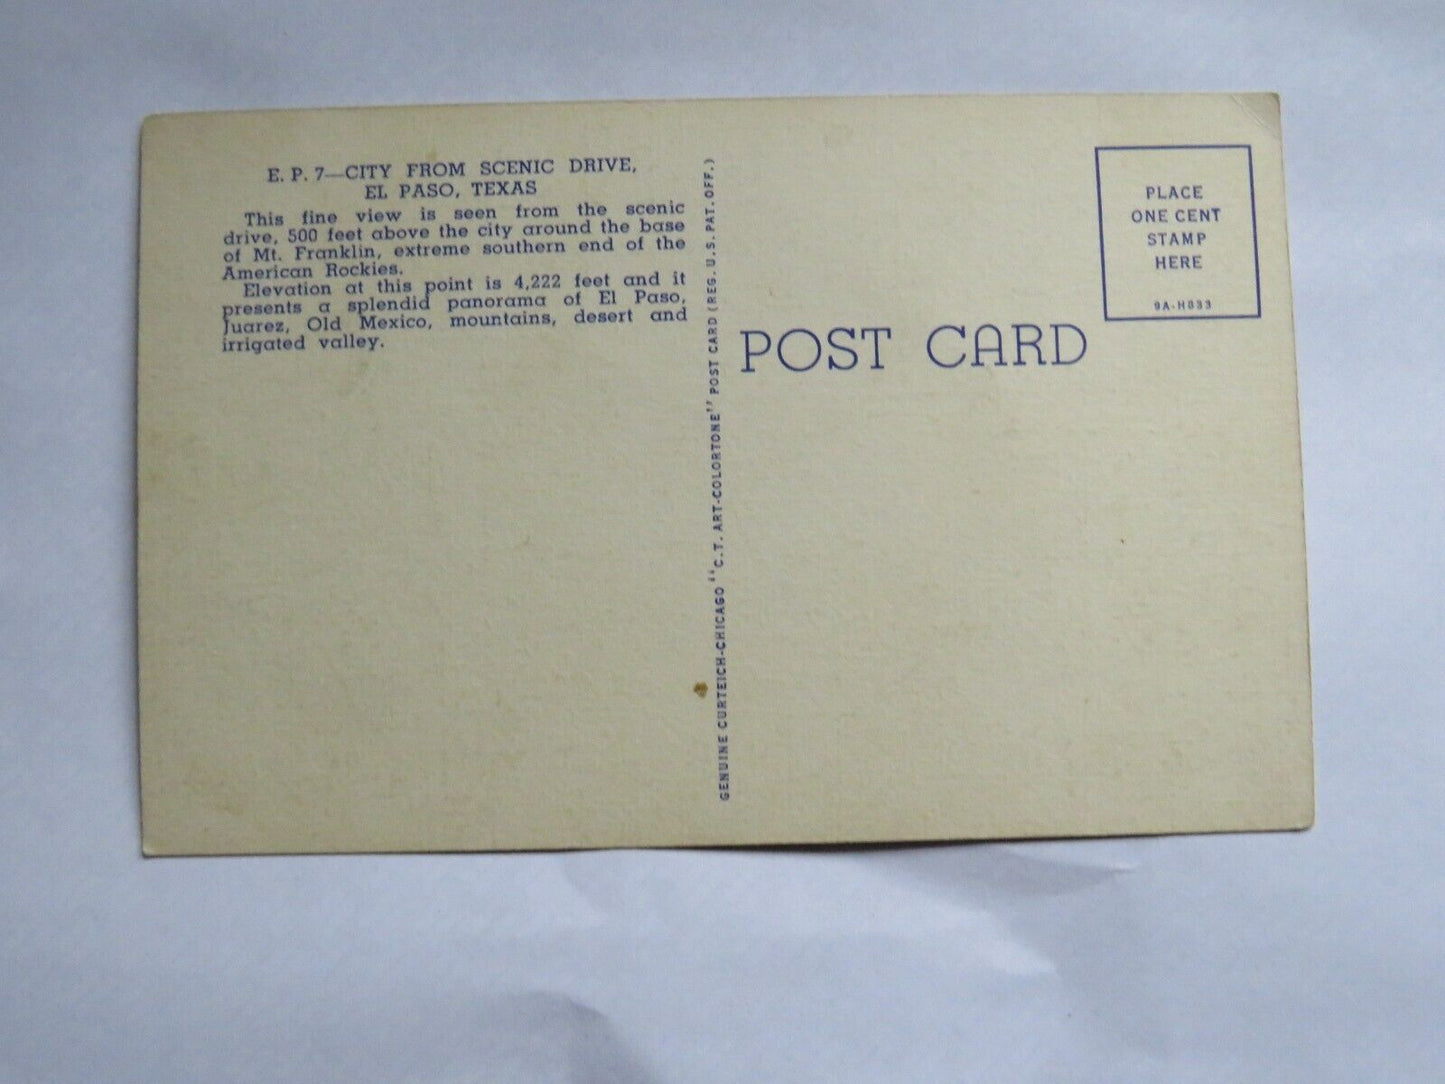 E. P. 7—CITY FROM SCENIC DRIVE,
EL PASO, TEXAS
This fine view is seen from the scenic
drive, 500 feet above the city around the base
of Mt. Franklin, extreme southern end of the
American Rockies.
Elevation at this point is 4,222 feet and it
presents a splendid panorama of El Paso,
Juarez, Old Mexico, mountains, desert and
irrigated valley.
GENUINE CURTEICH-CHICAGO "C.T. ART-COLORTONE" POST CARD (REG. U.S. PAT. OFF.)
POST CARD
PLACE
ONE CENT
STAMP
HERE
9A-H833